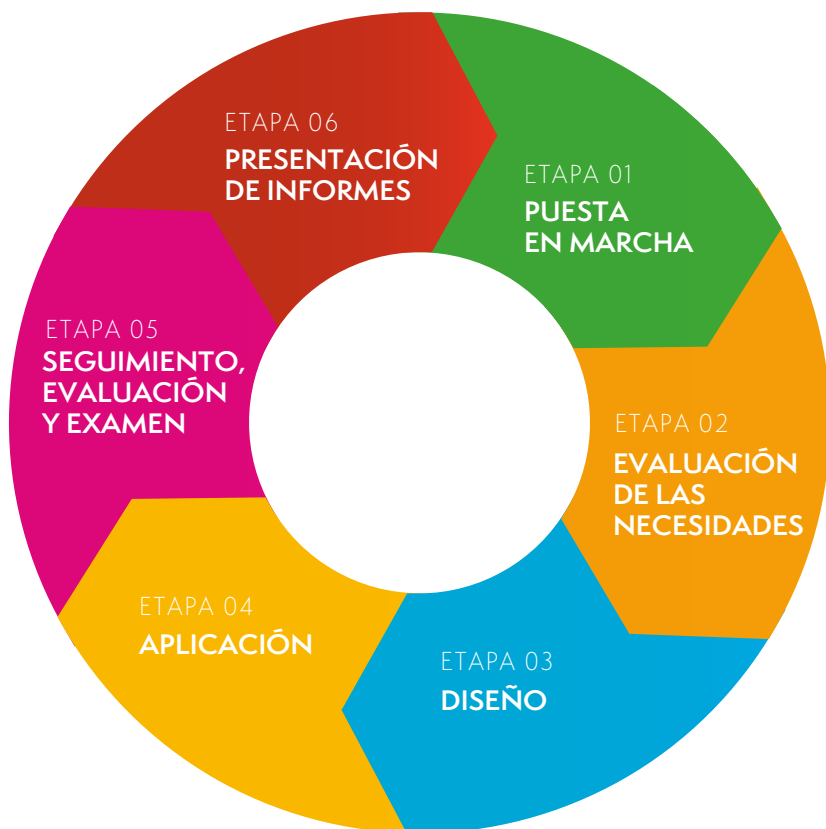 ETAPA 01
PUESTA
EN MARCHA
ETAPA 02
EVALUACIÓN
DE LAS
NECESIDADES
ETAPA 03
DISEÑO
ETAPA 04
APLICACIÓN
ETAPA 05
SEGUIMIENTO,
EVALUACIÓN
Y EXAMEN
ETAPA 06
PRESENTACIÓN
DE INFORMES